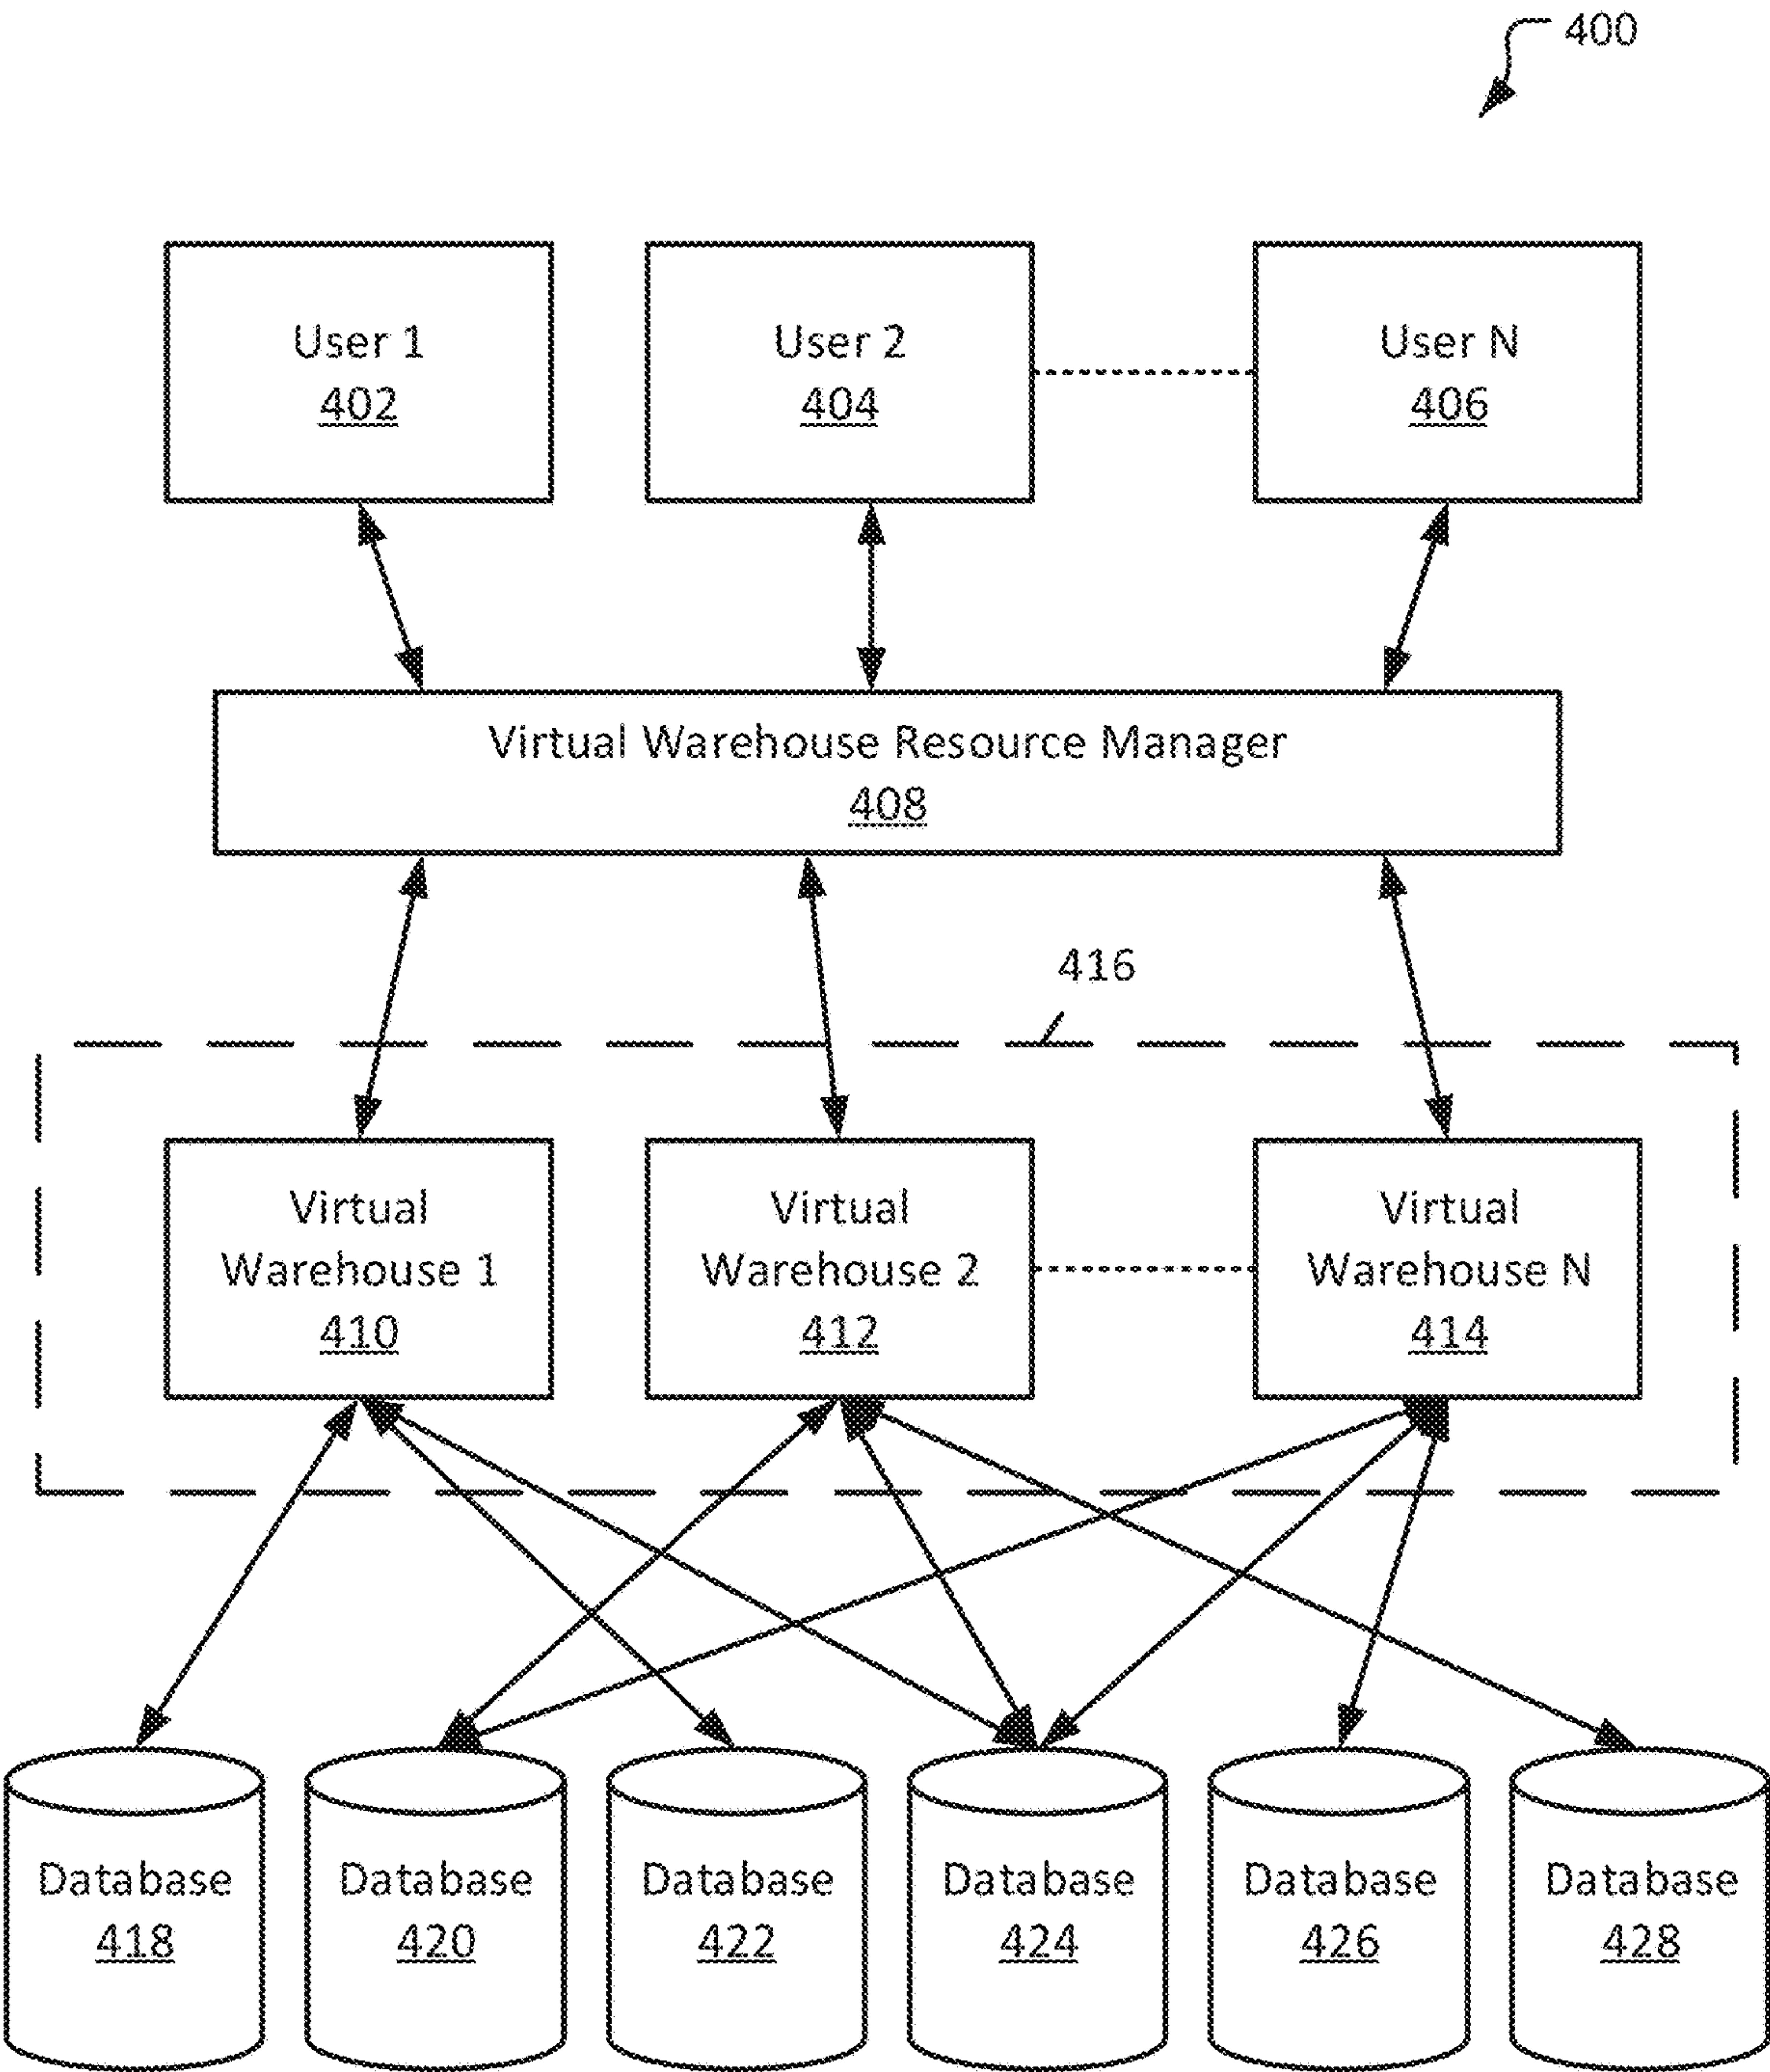 400
User 1
402
User 2
404
User N
406
Virtual Warehouse Resource Manager
408
416
Virtual
Warehouse 1
410
Virtual
Warehouse 2
412
Virtual
Warehouse N
414
Database
418
Database
420
Database
422
Database
424
Database
426
Database
428